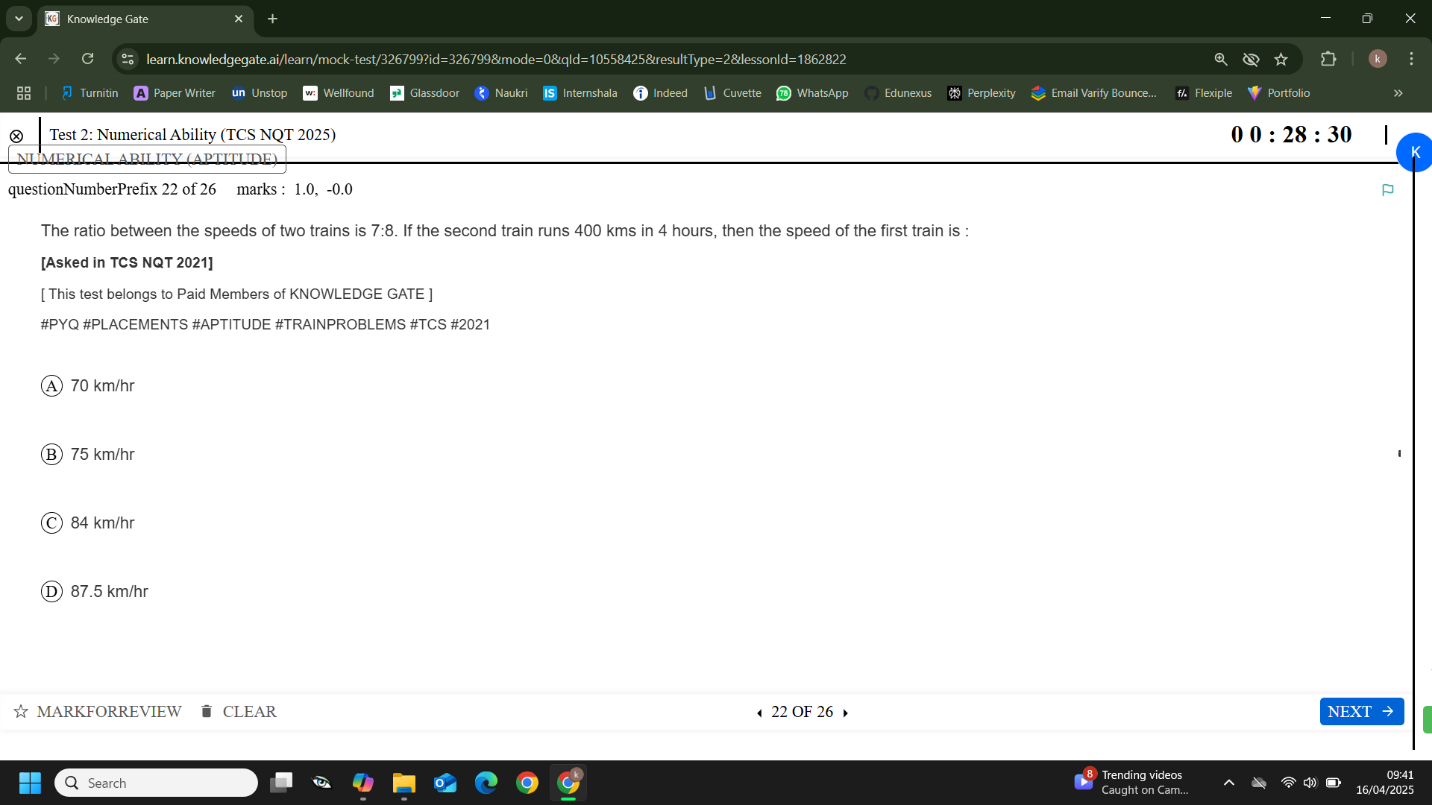 Knowledge Gate
learn.knowledgegate.ai/learn/mock-test/326799?id=326799&mode=0&qId=10558425&resultType=2&lessonId=1862822
k
Turnitin A Paper Writer un Unstop w: Wellfound Glassdoor Naukri IS Internshala Indeed Cuvette WhatsApp Edunexus Perplexity Email Varify Bounce... f/. Flexiple Portfolio »
Test 2: Numerical Ability (TCS NQT 2025) 0 0 : 28 : 30
K
NUMERICAL ABILITY (APTITUDE)
questionNumberPrefix 22 of 26 marks : 1.0, -0.0
The ratio between the speeds of two trains is 7:8. If the second train runs 400 kms in 4 hours, then the speed of the first train is :
[Asked in TCS NQT 2021]
[ This test belongs to Paid Members of KNOWLEDGE GATE ]
#PYQ #PLACEMENTS #APTITUDE #TRAINPROBLEMS #TCS #2021
A 70 km/hr
B 75 km/hr
C 84 km/hr
D 87.5 km/hr
MARKFORREVIEW CLEAR 22 OF 26 NEXT
Search
8 Trending videos
Caught on Cam...
09:41
16/04/2025